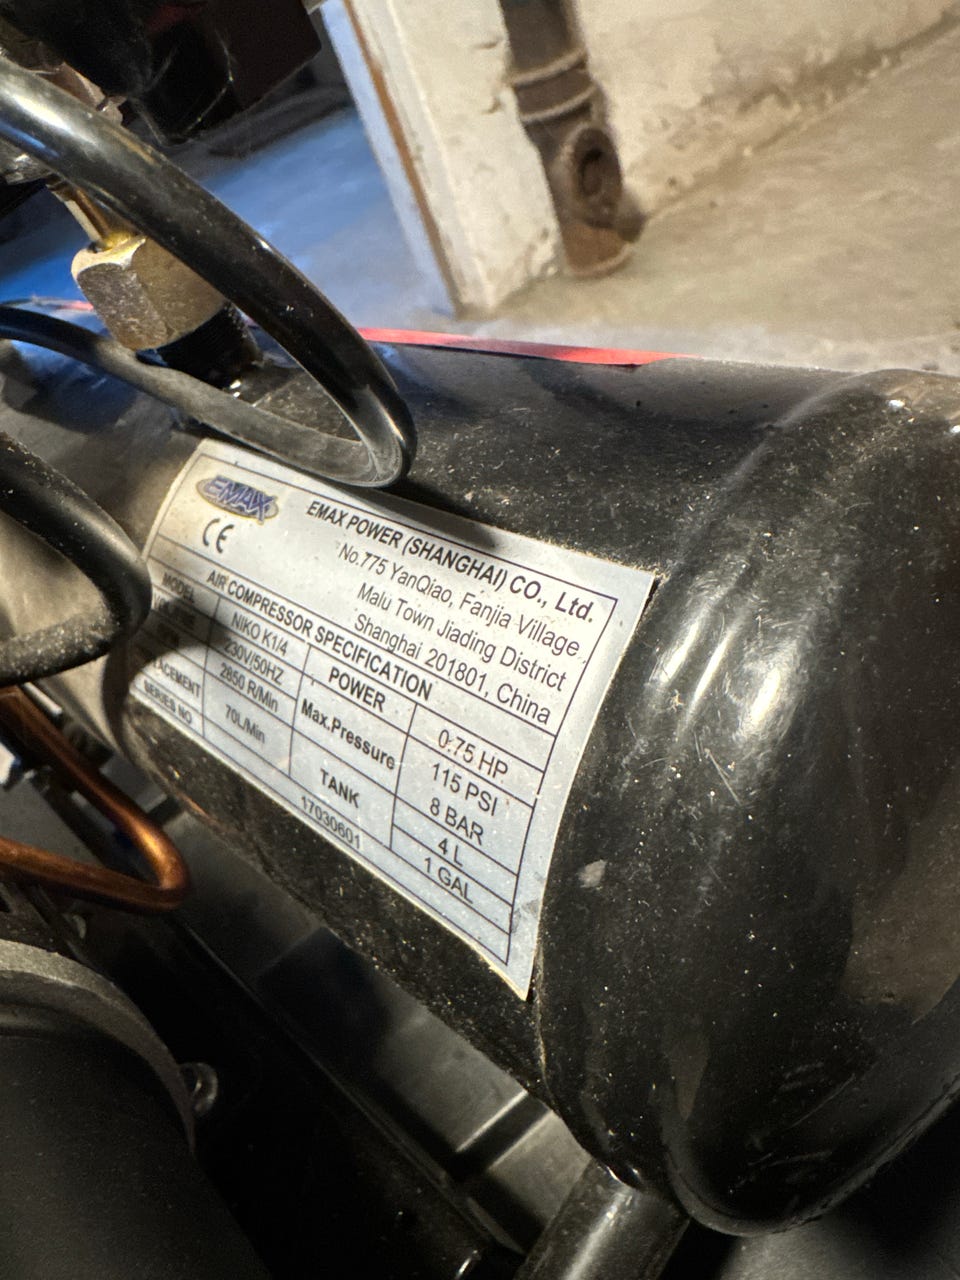 EMAX
CE
EMAX POWER (SHANGHAI) CO., Ltd.
No.775 YanQiao, Fanjia Village
Malu Town Jiading District
Shanghai 201801, China
AIR COMPRESSOR SPECIFICATION
MODEL NIKO K1/4 POWER 0.75 HP
230V/50HZ Max.Pressure 115 PSI
2850 R/Min 8 BAR
70L/Min TANK 4 L
1 GAL
SERIES NO 17030601